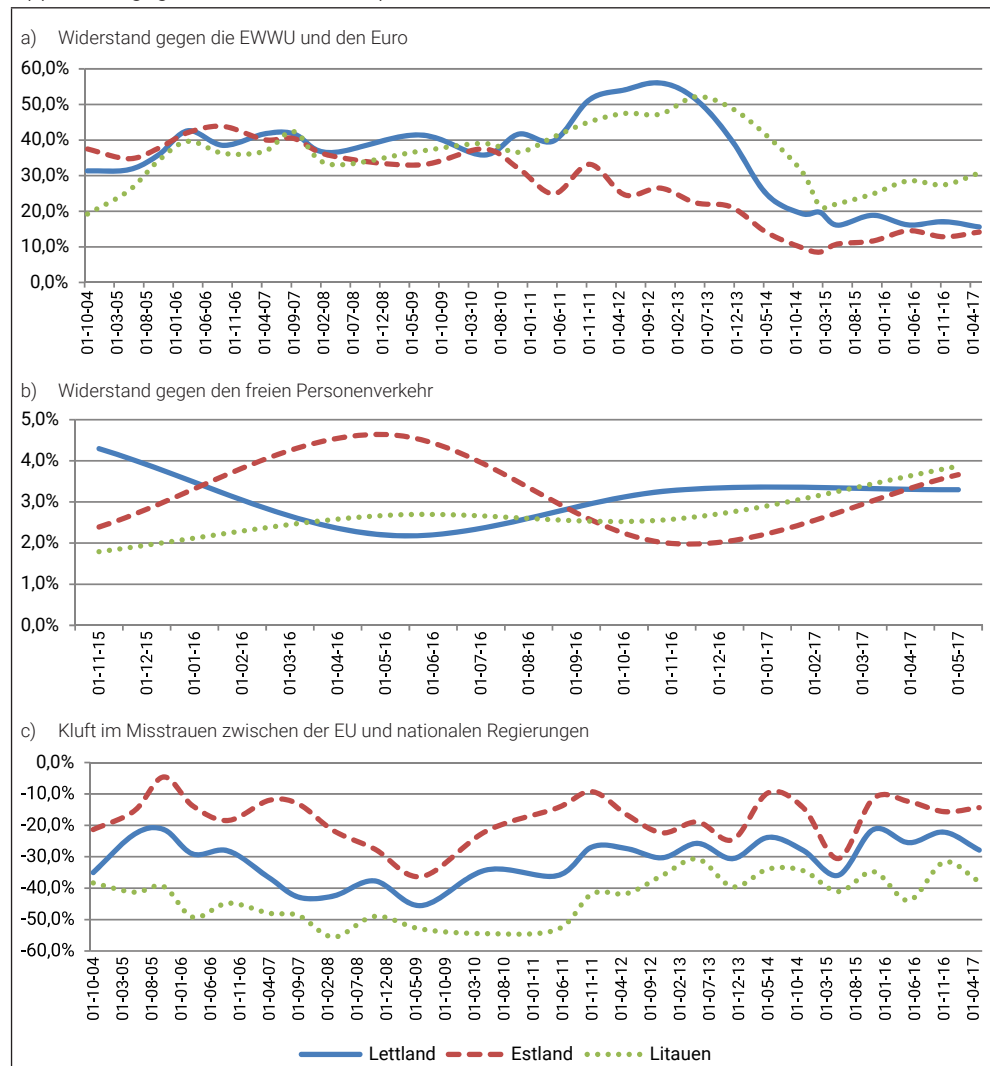 a) Widerstand gegen die EWWU und den Euro
60,0%
50,0%
40,0%
30,0%
20,0%
10,0%
0,0%
01-10-04 01-03-05 01-08-05 01-01-06 01-06-06 01-11-06 01-04-07 01-09-07 01-02-08 01-07-08 01-12-08 01-05-09 01-10-09 01-03-10 01-08-10 01-01-11 01-06-11 01-11-11 01-04-12 01-09-12 01-02-13 01-07-13 01-12-13 01-05-14 01-10-14 01-03-15 01-08-15 01-01-16 01-06-16 01-11-16 01-04-17
b) Widerstand gegen den freien Personenverkehr
5,0%
4,0%
3,0%
2,0%
1,0%
0,0%
01-11-15 01-12-15 01-01-16 01-02-16 01-03-16 01-04-16 01-05-16 01-06-16 01-07-16 01-08-16 01-09-16 01-10-16 01-11-16 01-12-16 01-01-17 01-02-17 01-03-17 01-04-17 01-05-17
c) Kluft im Misstrauen zwischen der EU und nationalen Regierungen
0,0%
-10,0%
-20,0%
-30,0%
-40,0%
-50,0%
-60,0%
01-10-04 01-03-05 01-08-05 01-01-06 01-06-06 01-11-06 01-04-07 01-09-07 01-02-08 01-07-08 01-12-08 01-05-09 01-10-09 01-03-10 01-08-10 01-01-11 01-06-11 01-11-11 01-04-12 01-09-12 01-02-13 01-07-13 01-12-13 01-05-14 01-10-14 01-03-15 01-08-15 01-01-16 01-06-16 01-11-16 01-04-17
Lettland Estland Litauen